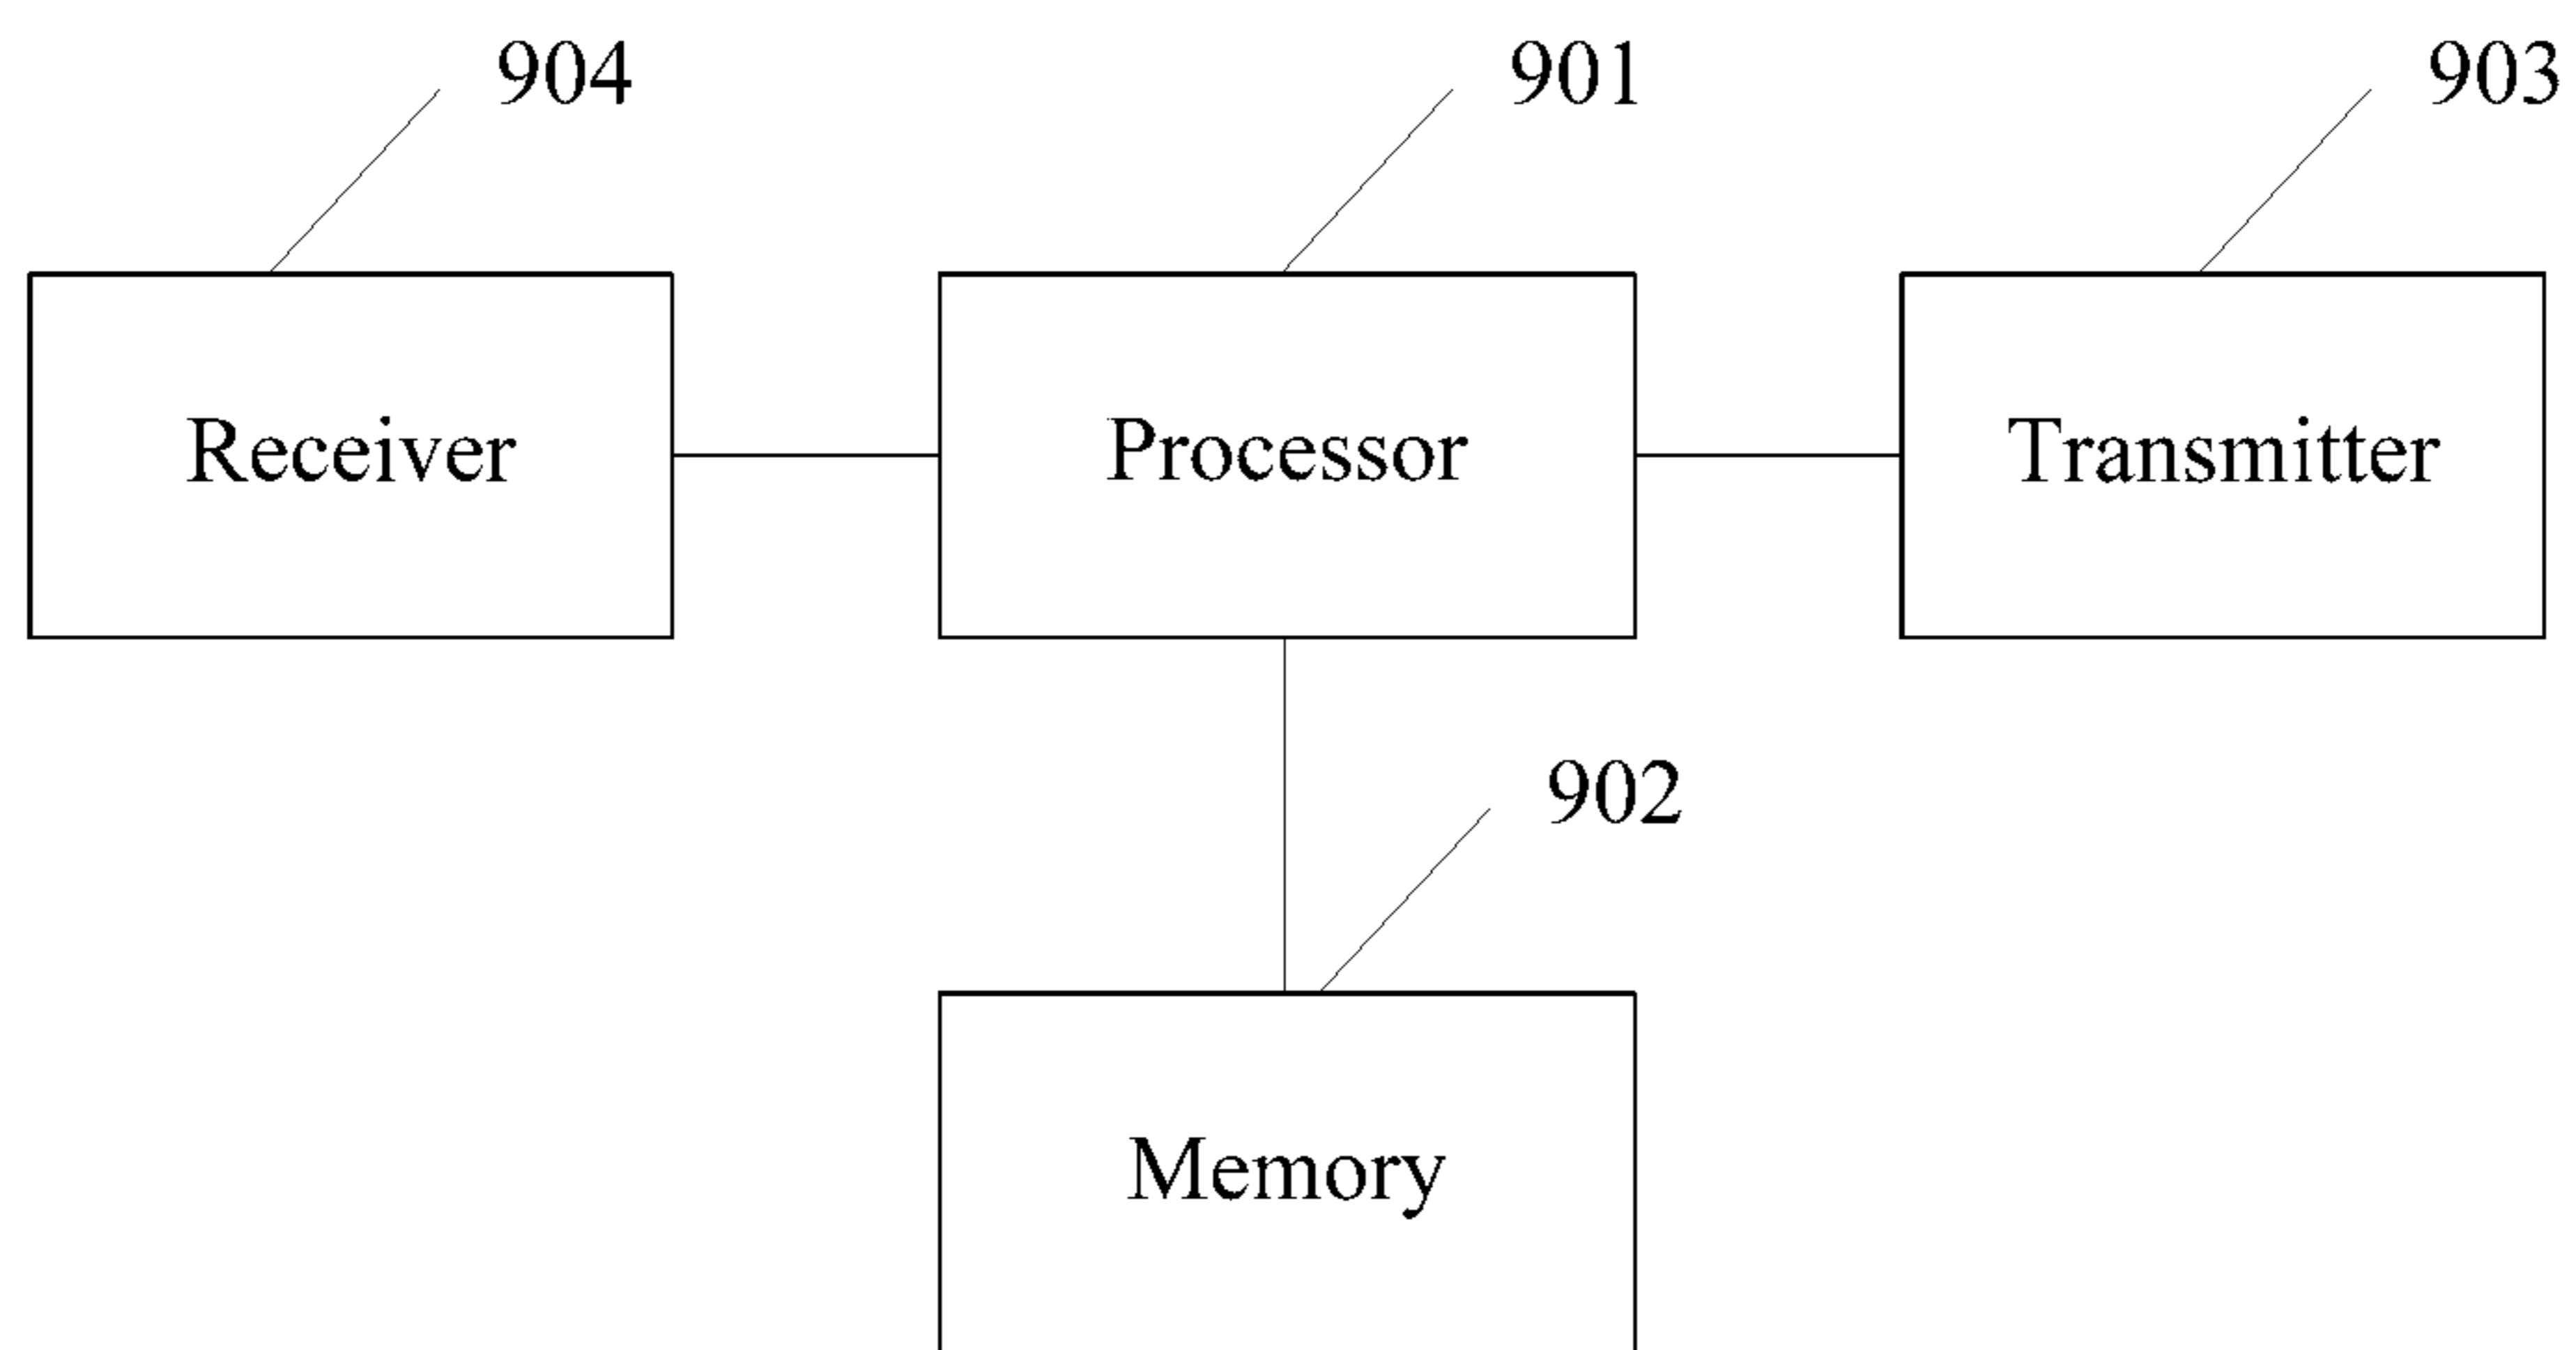 904
901
903
Receiver
Processor
Transmitter
902
Memory